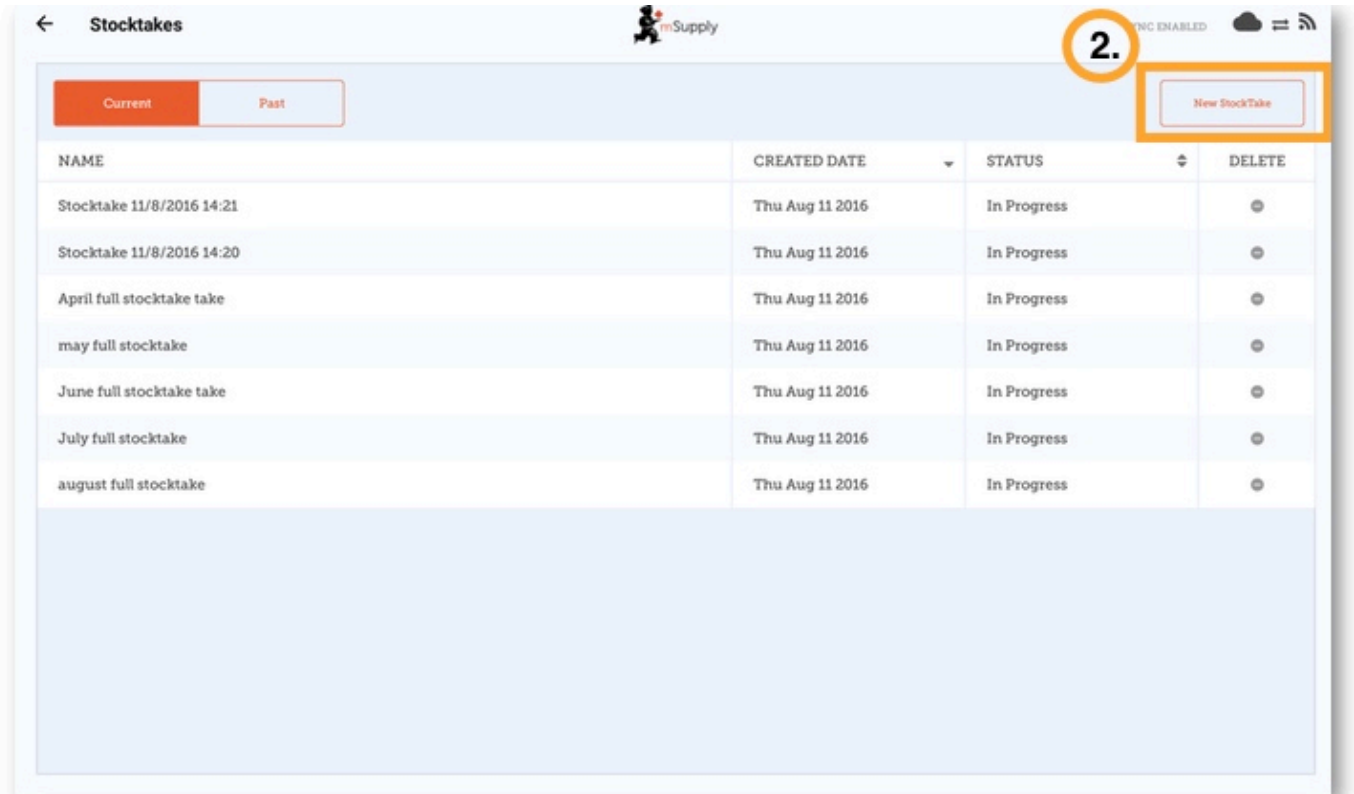 Stocktakes mSupply NC ENABLED
2.
Current Past New StockTake
NAME CREATED DATE STATUS DELETE
Stocktake 11/8/2016 14:21 Thu Aug 11 2016 In Progress
Stocktake 11/8/2016 14:20 Thu Aug 11 2016 In Progress
April full stocktake take Thu Aug 11 2016 In Progress
may full stocktake Thu Aug 11 2016 In Progress
June full stocktake take Thu Aug 11 2016 In Progress
July full stocktake Thu Aug 11 2016 In Progress
august full stocktake Thu Aug 11 2016 In Progress